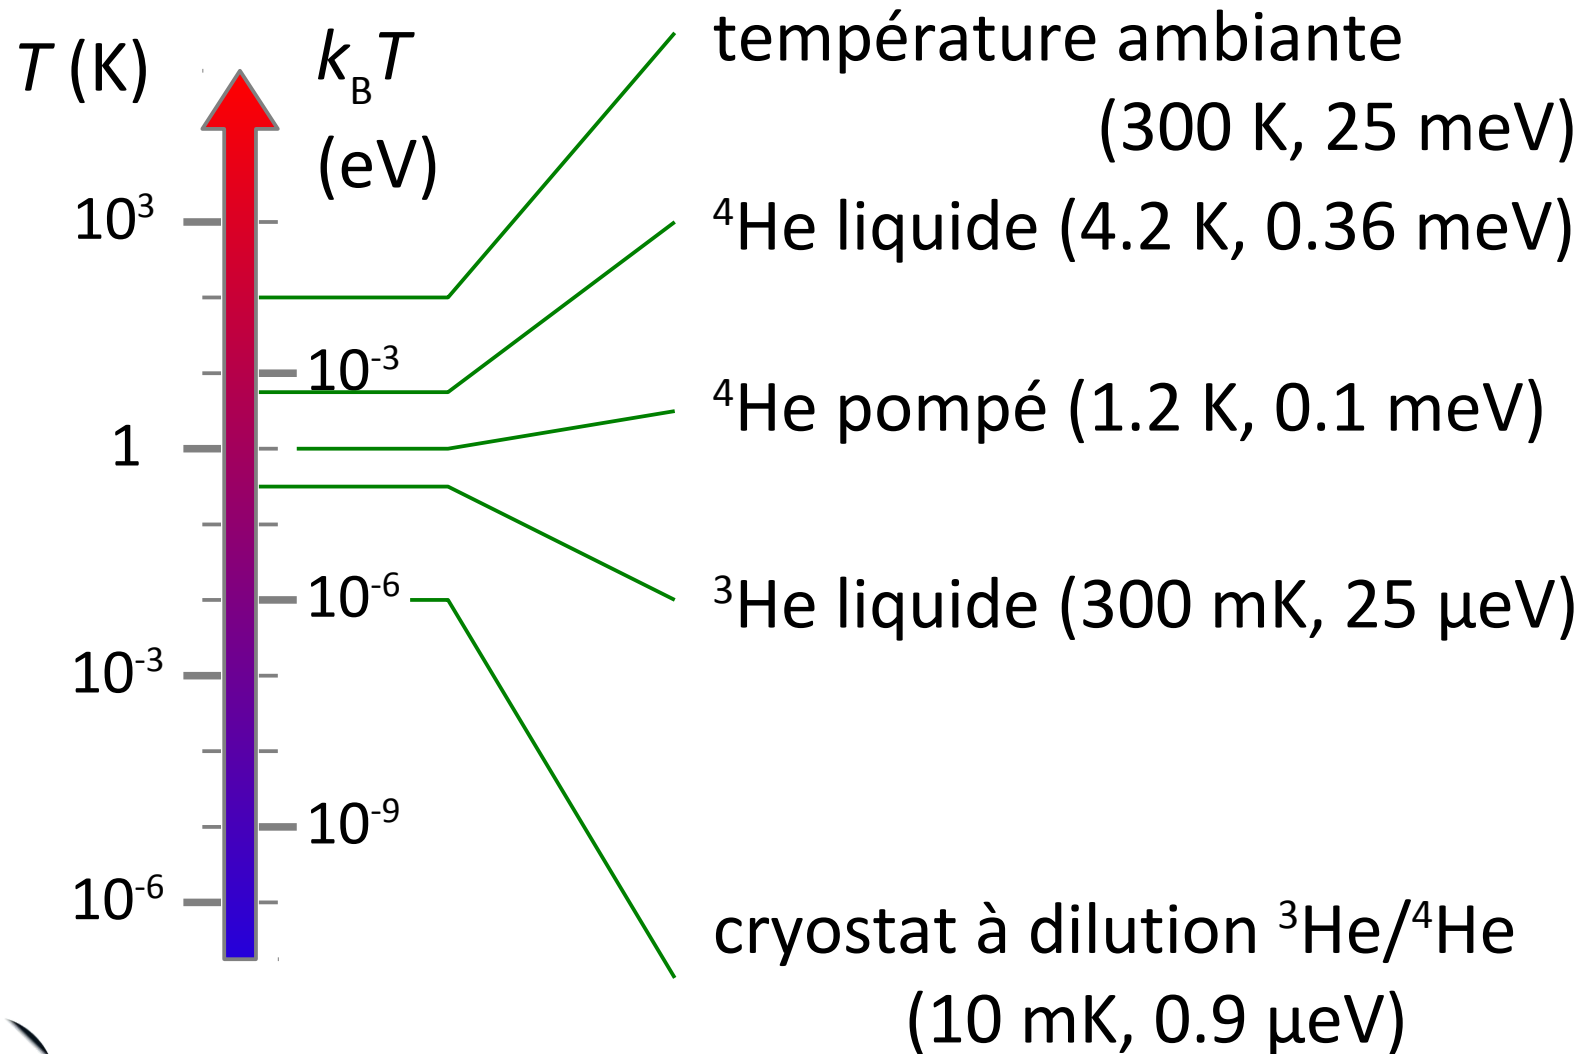 T (K)
k_B T
(eV)
10³
1
10⁻³
10⁻⁶
10⁻³
10⁻⁶
10⁻⁹
température ambiante
(300 K, 25 meV)
⁴He liquide (4.2 K, 0.36 meV)
⁴He pompé (1.2 K, 0.1 meV)
³He liquide (300 mK, 25 µeV)
cryostat à dilution ³He/⁴He
(10 mK, 0.9 µeV)